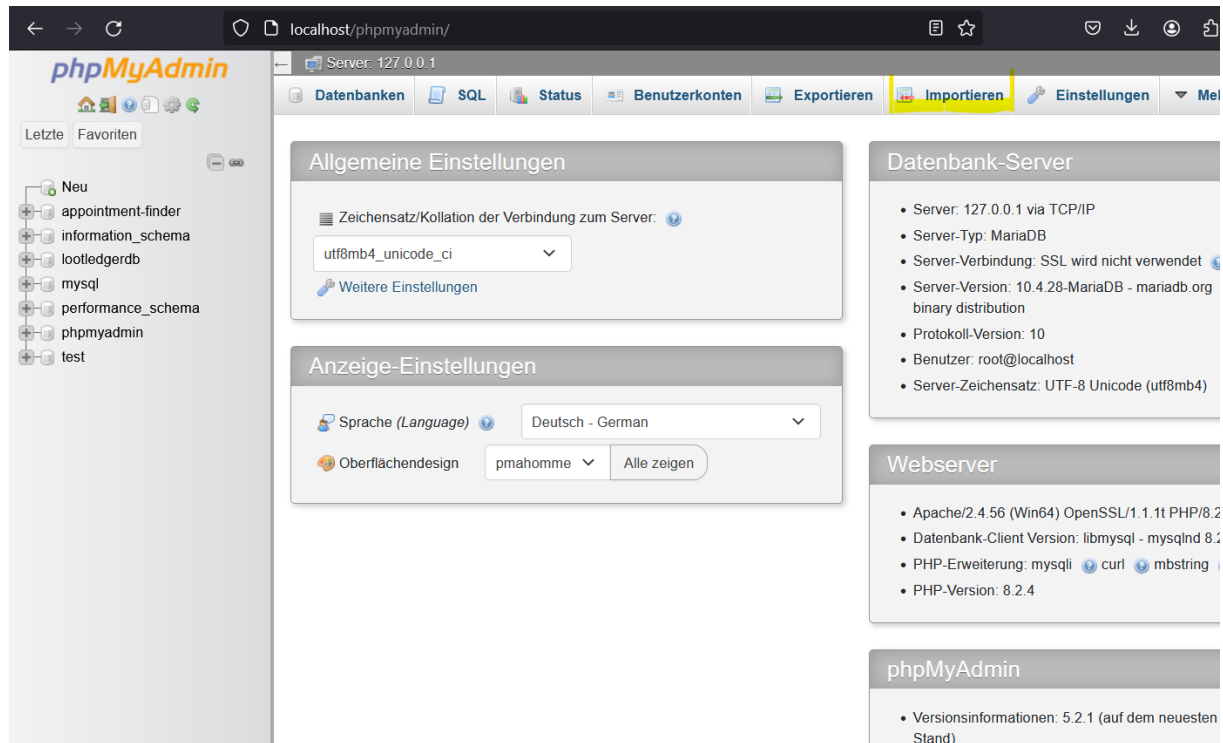 localhost/phpmyadmin/
phpMyAdmin
Letzte Favoriten
Neu
appointment-finder
information_schema
lootledgerdb
mysql
performance_schema
phpmyadmin
test
Server: 127.0.0.1
Datenbanken SQL Status Benutzerkonten Exportieren Importieren Einstellungen
Allgemeine Einstellungen
Zeichensatz/Kollation der Verbindung zum Server:
utf8mb4_unicode_ci
Weitere Einstellungen
Anzeige-Einstellungen
Sprache (Language) Deutsch - German
Oberflächendesign pmahomme Alle zeigen
Datenbank-Server
• Server: 127.0.0.1 via TCP/IP
• Server-Typ: MariaDB
• Server-Verbindung: SSL wird nicht verwendet
• Server-Version: 10.4.28-MariaDB - mariadb.org
binary distribution
• Protokoll-Version: 10
• Benutzer: root@localhost
• Server-Zeichensatz: UTF-8 Unicode (utf8mb4)
Webserver
• Apache/2.4.56 (Win64) OpenSSL/1.1.1t PHP/8.2
• Datenbank-Client Version: libmysql - mysqlnd 8.2
• PHP-Erweiterung: mysqli curl mbstring
• PHP-Version: 8.2.4
phpMyAdmin
• Versionsinformationen: 5.2.1 (auf dem neuesten
Stand)